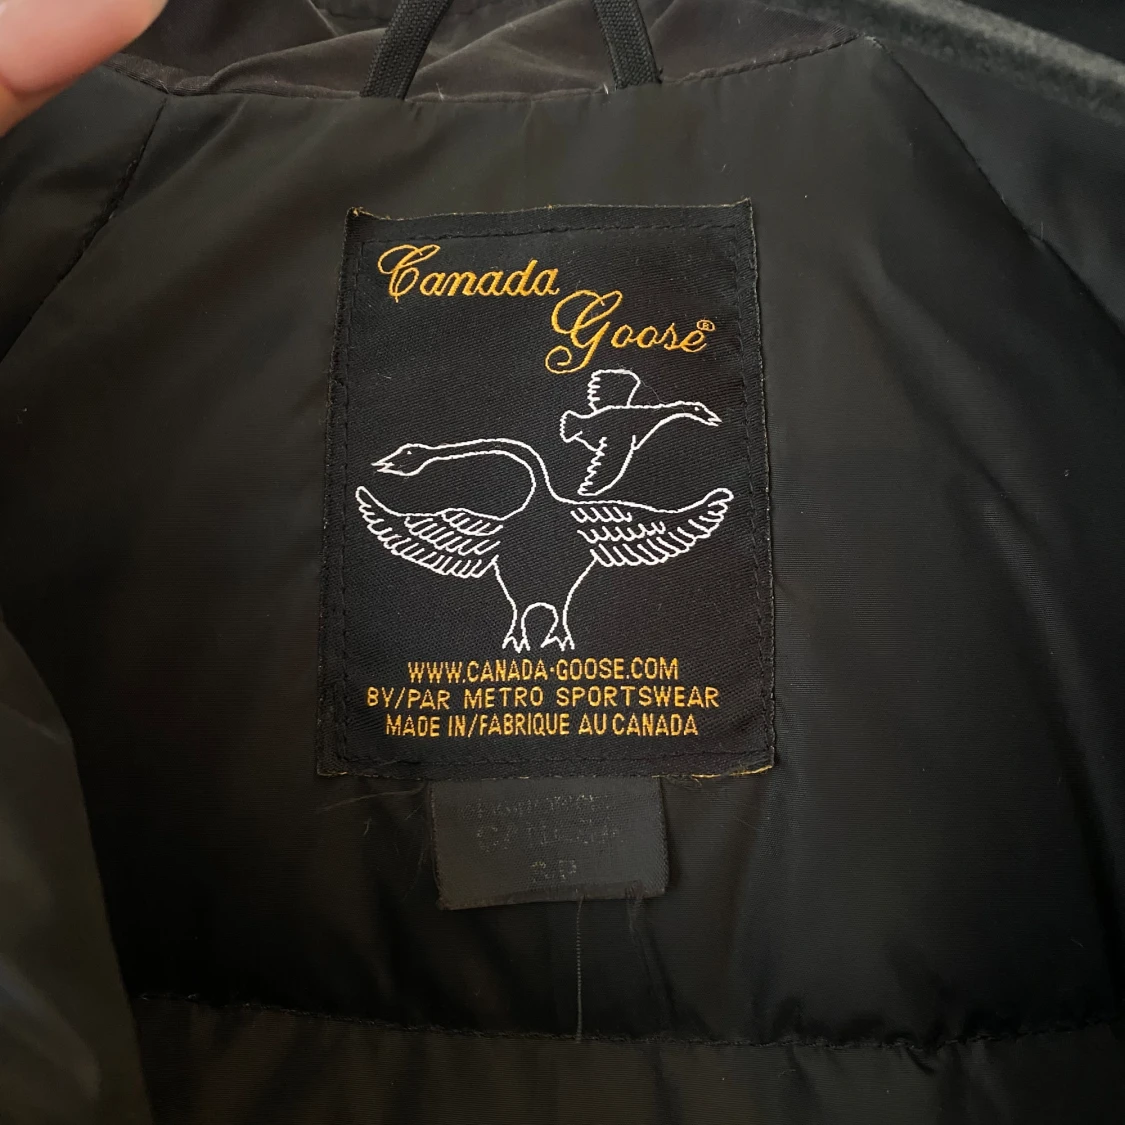 Canada
Goose®
WWW.CANADA-GOOSE.COM
BY/PAR METRO SPORTSWEAR
MADE IN/FABRIQUE AU CANADA